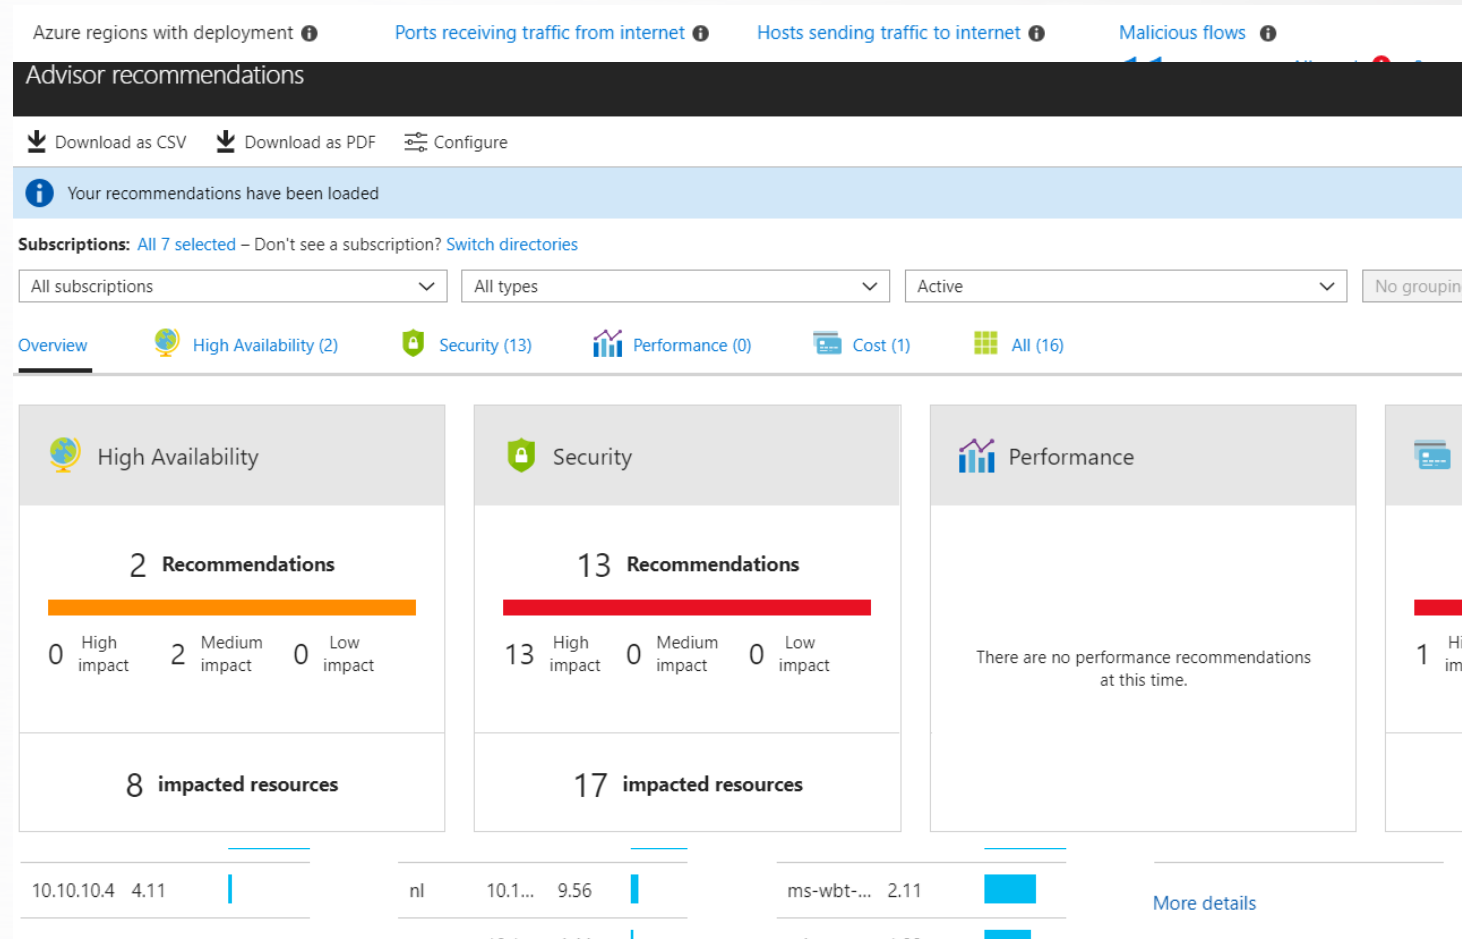 Azure regions with deployment Ports receiving traffic from internet Hosts sending traffic to internet Malicious flows
Advisor recommendations
Download as CSV Download as PDF Configure
Your recommendations have been loaded
Subscriptions: All 7 selected – Don't see a subscription? Switch directories
All subscriptions All types Active No grouping
Overview High Availability (2) Security (13) Performance (0) Cost (1) All (16)
High Availability
2 Recommendations
0 High impact 2 Medium impact 0 Low impact
8 impacted resources
Security
13 Recommendations
13 High impact 0 Medium impact 0 Low impact
17 impacted resources
Performance
There are no performance recommendations
at this time.
1
10.10.10.4 4.11 nl 10.1... 9.56 ms-wbt-... 2.11
More details